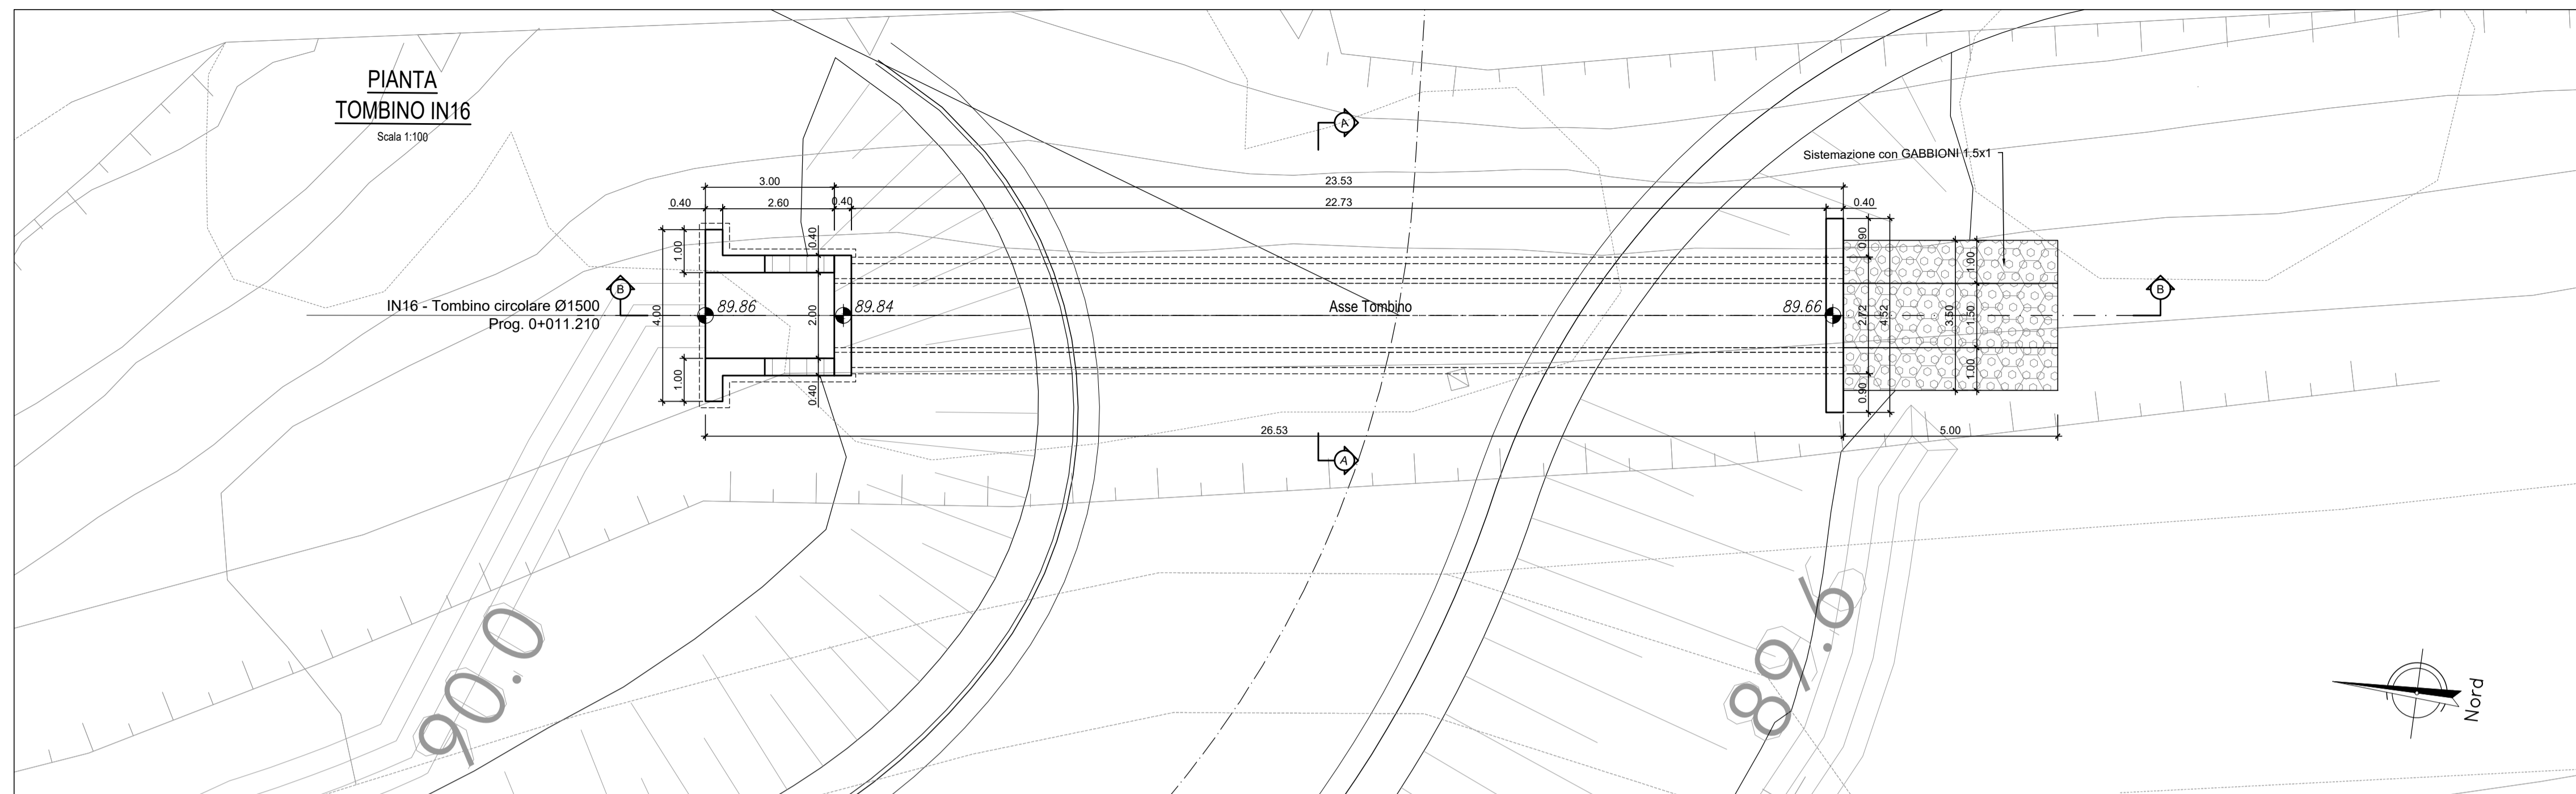 PIANTA
TOMBINO IN16
Scala 1:100
A
Sistemazione con GABBIONI 1.5x1
3.00
23.53
0.40
2.60
0.40
22.73
0.40
1.00
0.40
0.90
1.00
B
B
IN16 - Tombino circolare Ø1500
Prog. 0+011.210
4.00
89.86
2.00
89.84
Asse Tombino
89.66
2.72
4.52
3.50
1.50
1.00
0.40
0.90
1.00
26.53
5.00
A
90.0
89.6
Nord